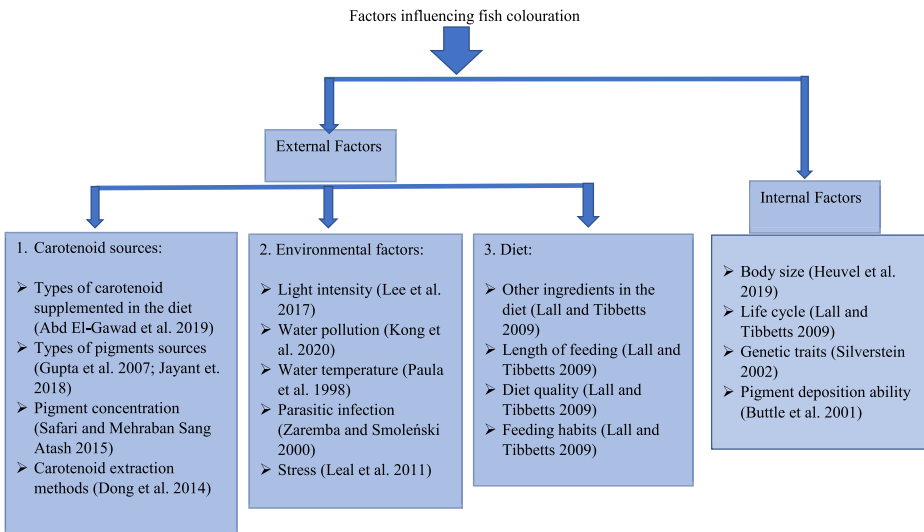 Factors influencing fish colouration
External Factors
Internal Factors
1. Carotenoid sources:
➢ Types of carotenoid
supplemented in the diet
(Abd El-Gawad et al. 2019)
➢ Types of pigments sources
(Gupta et al. 2007; Jayant et.
2018)
➢ Pigment concentration
(Safari and Mehraban Sang
Atash 2015)
➢ Carotenoid extraction
methods (Dong et al. 2014)
2. Environmental factors:
➢ Light intensity (Lee et al.
2017)
➢ Water pollution (Kong
et al. 2020)
➢ Water temperature (Paula
et al. 1998)
➢ Parasitic infection
(Zaremba and Smoleński
2000)
➢ Stress (Leal et al. 2011)
3. Diet:
➢ Other ingredients in the
diet (Lall and Tibbetts
2009)
➢ Length of feeding (Lall and
Tibbetts 2009)
➢ Diet quality (Lall and
Tibbetts 2009)
➢ Feeding habits (Lall and
Tibbetts 2009)
➢ Body size (Heuvel et al.
2019)
➢ Life cycle (Lall and
Tibbetts 2009)
➢ Genetic traits (Silverstein
2002)
➢ Pigment deposition ability
(Buttle et al. 2001)